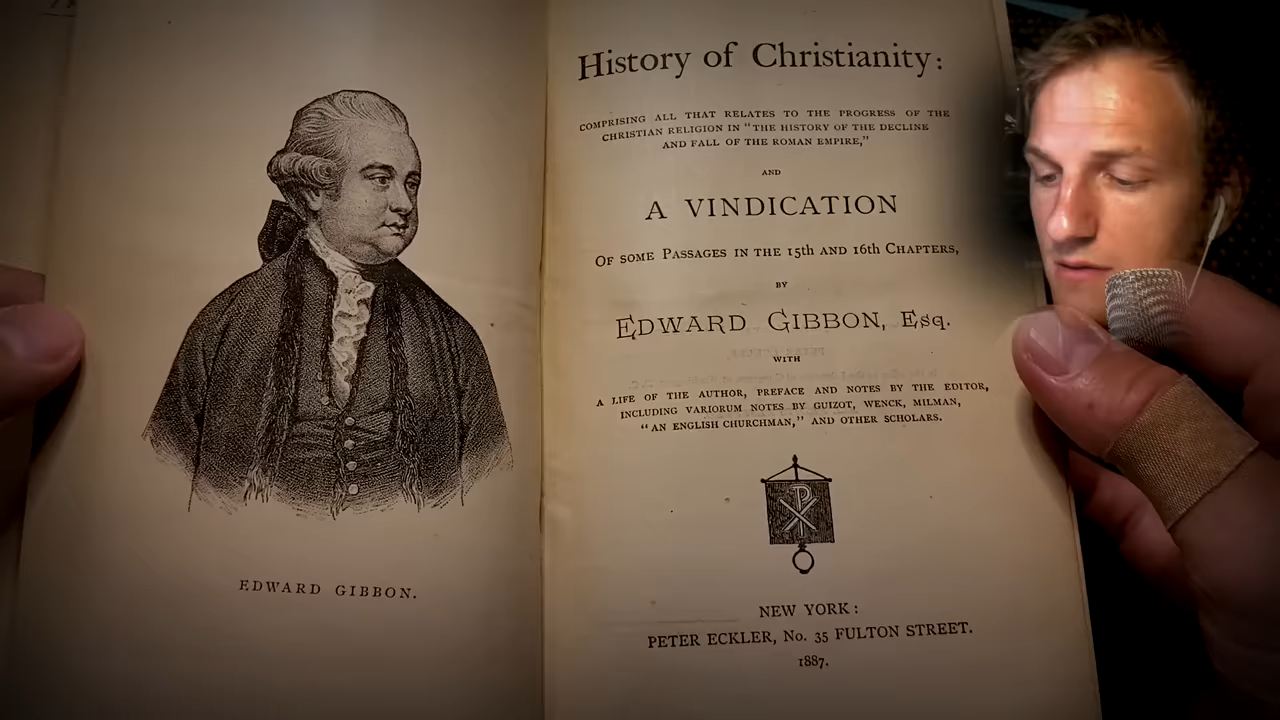 EDWARD GIBBON.
History of Christianity:
COMPRISING ALL THAT RELATES TO THE PROGRESS OF THE
CHRISTIAN RELIGION IN "THE HISTORY OF THE DECLINE
AND FALL OF THE ROMAN EMPIRE,"
AND
A VINDICATION
OF SOME PASSAGES IN THE 15th AND 16th CHAPTERS,
BY
EDWARD GIBBON, Esq.
WITH
A LIFE OF THE AUTHOR, PREFACE AND NOTES BY THE EDITOR,
INCLUDING VARIORUM NOTES BY GUIZOT, WENCK, MILMAN,
"AN ENGLISH CHURCHMAN," AND OTHER SCHOLARS.
NEW YORK:
PETER ECKLER, No. 35 FULTON STREET.
1887.